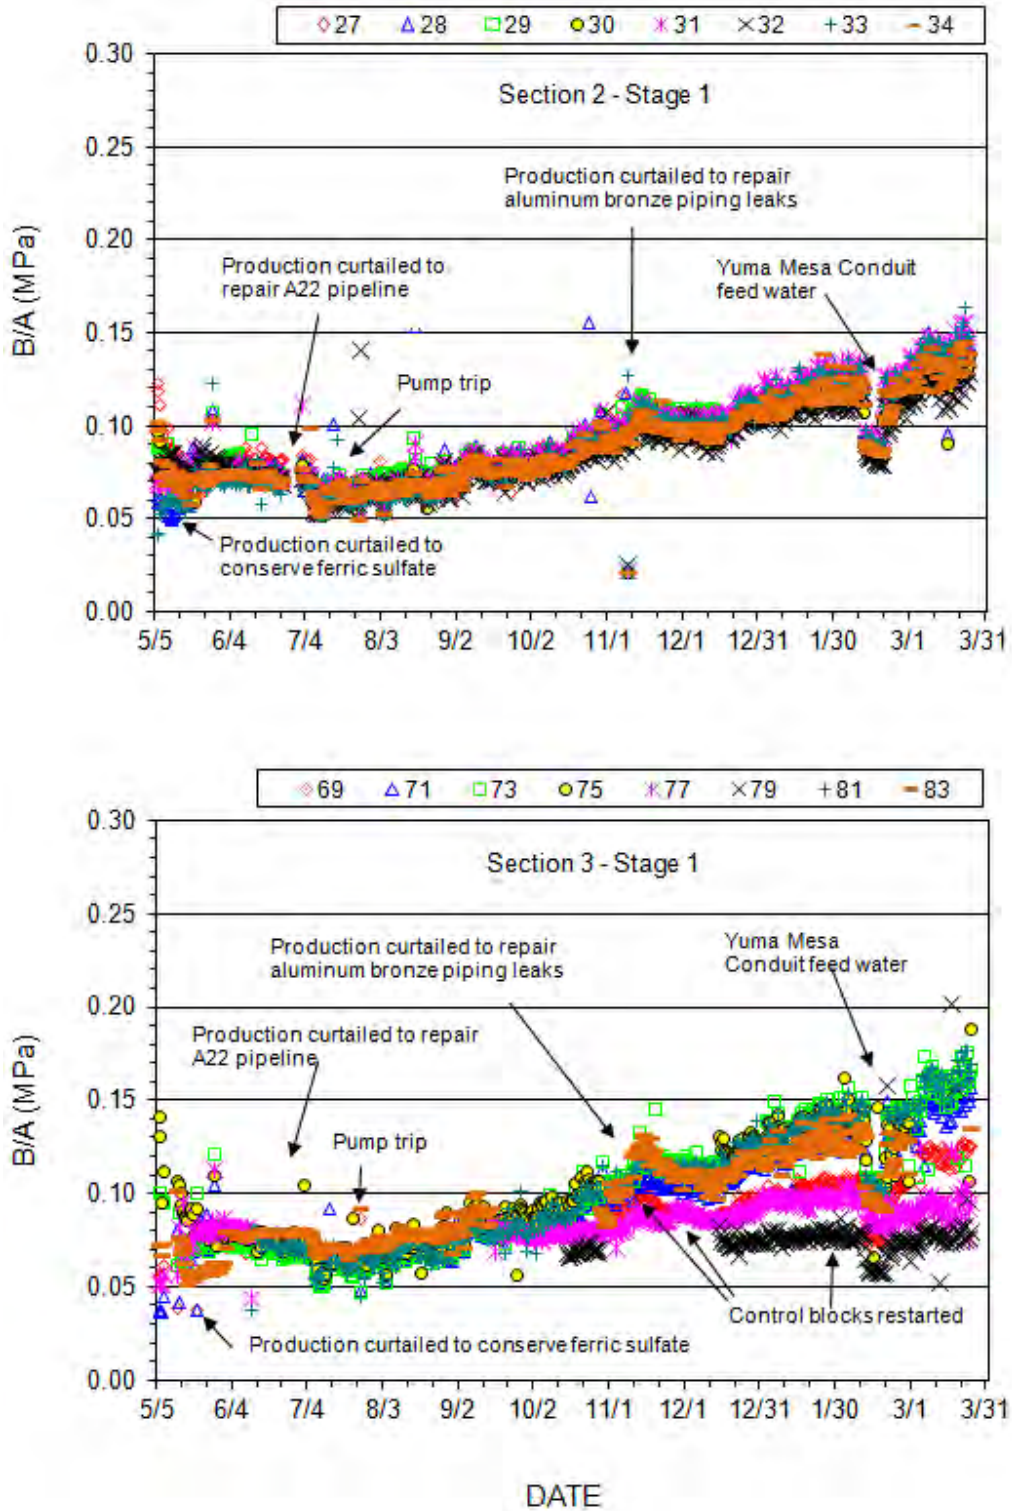 27 28 29 30 31 32 33 34
0.30
Section 2 - Stage 1
0.25
Production curtailed to repair
aluminum bronze piping leaks
0.20
Production curtailed to
repair A22 pipeline
Yuma Mesa Conduit
feed water
B/A (MPa)
0.15
Pump trip
0.10
0.05
Production curtailed to
conserve ferric sulfate
0.00
5/5 6/4 7/4 8/3 9/2 10/2 11/1 12/1 12/31 1/30 3/1 3/31
69 71 73 75 77 79 81 83
0.30
Section 3 - Stage 1
0.25
Production curtailed to repair
aluminum bronze piping leaks
Yuma Mesa
Conduit feed water
0.20
Production curtailed to repair
A22 pipeline
B/A (MPa)
0.15
Pump trip
0.10
0.05
Control blocks restarted
Production curtailed to conserve ferric sulfate
0.00
5/5 6/4 7/4 8/3 9/2 10/2 11/1 12/1 12/31 1/30 3/1 3/31
DATE